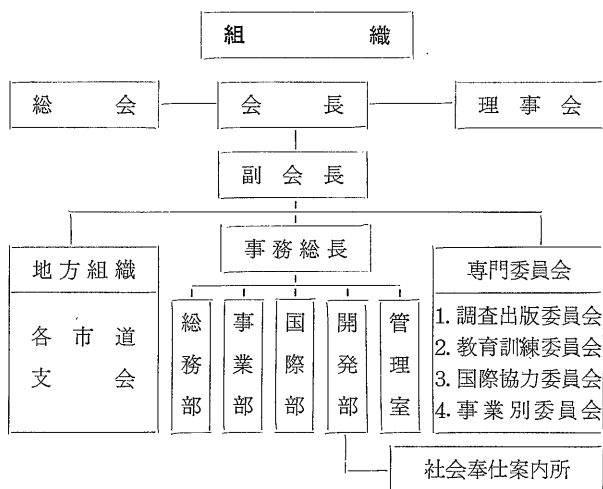 組織
総会
会長
理事会
副会長
事務総長
地方組織
各市道
支会
総務部
事業部
国際部
開発部
管理室
専門委員会
1. 調査出版委員会
2. 教育訓練委員会
3. 国際協力委員会
4. 事業別委員会
社会奉仕案内所